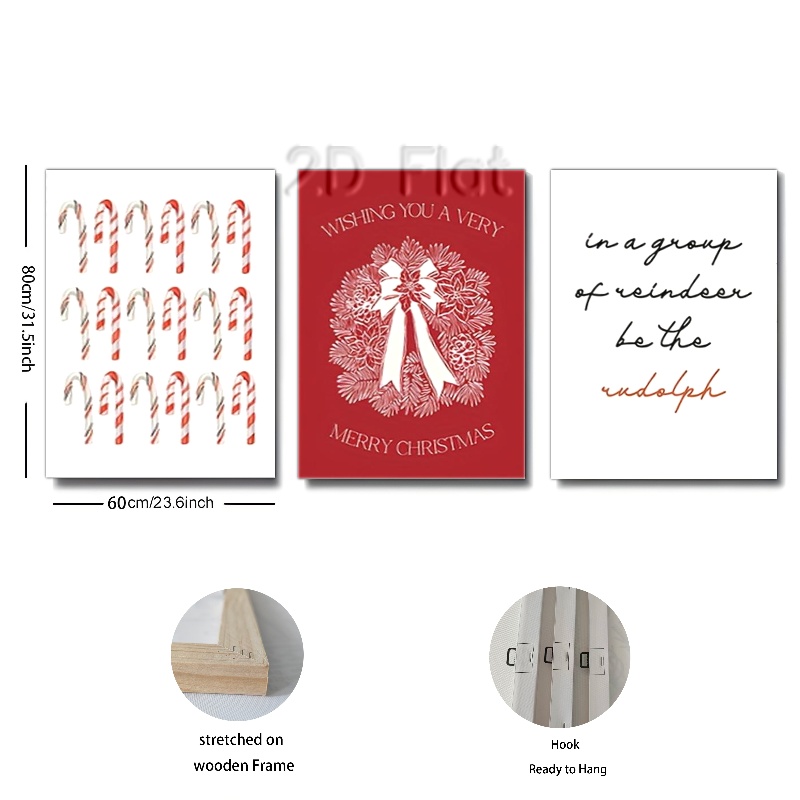 2D Flat
WISHING YOU A VERY
MERRY CHRISTMAS
in a group
of reindeer
be the
rudolph
80cm/31.5inch
60cm/23.6inch
stretched on
wooden Frame
Hook
Ready to Hang